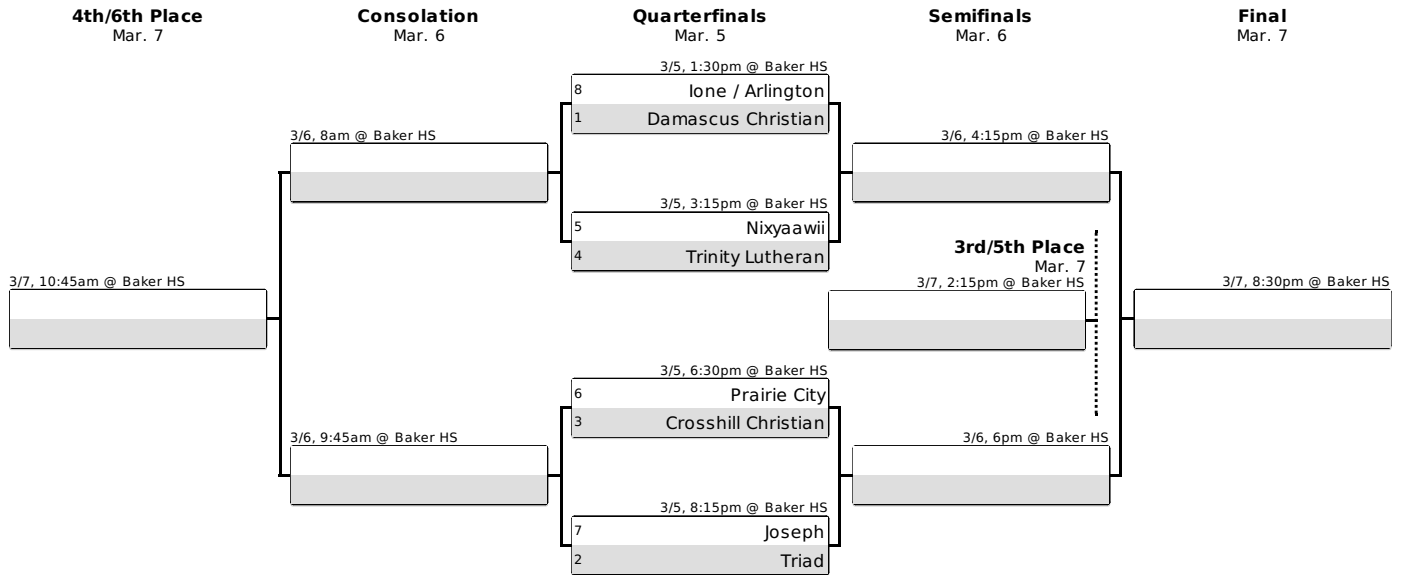 4th/6th Place
Mar. 7
Consolation
Mar. 6
Quarterfinals
Mar. 5
Semifinals
Mar. 6
Final
Mar. 7
3/5, 1:30pm @ Baker HS
8 Ione / Arlington
1 Damascus Christian
3/6, 8am @ Baker HS
3/6, 4:15pm @ Baker HS
3/5, 3:15pm @ Baker HS
5 Nixyaawii
4 Trinity Lutheran
3rd/5th Place
Mar. 7
3/7, 10:45am @ Baker HS
3/7, 2:15pm @ Baker HS
3/7, 8:30pm @ Baker HS
3/5, 6:30pm @ Baker HS
6 Prairie City
3 Crosshill Christian
3/6, 9:45am @ Baker HS
3/6, 6pm @ Baker HS
3/5, 8:15pm @ Baker HS
7 Joseph
2 Triad